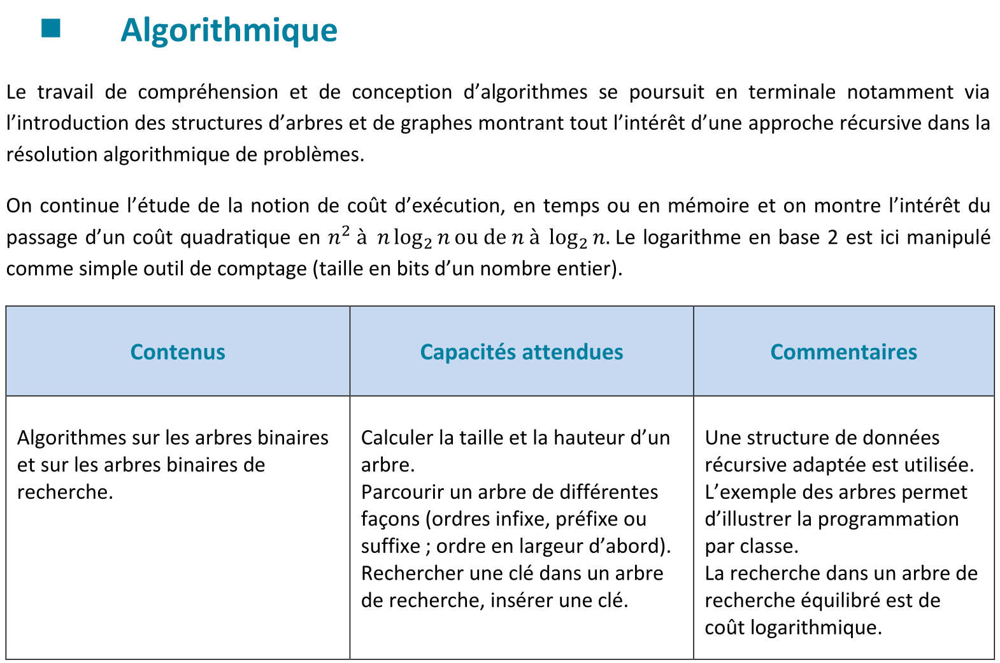 Algorithmique
Le travail de compréhension et de conception d’algorithmes se poursuit en terminale notamment via
l’introduction des structures d’arbres et de graphes montrant tout l’intérêt d’une approche récursive dans la
résolution algorithmique de problèmes.
On continue l’étude de la notion de coût d’exécution, en temps ou en mémoire et on montre l’intérêt du
passage d’un coût quadratique en n² à n log₂ n ou de n à log₂ n. Le logarithme en base 2 est ici manipulé
comme simple outil de comptage (taille en bits d’un nombre entier).
Contenus
Capacités attendues
Commentaires
Algorithmes sur les arbres binaires
et sur les arbres binaires de
recherche.
Calculer la taille et la hauteur d’un
arbre.
Parcourir un arbre de différentes
façons (ordres infixe, préfixe ou
suffixe ; ordre en largeur d’abord).
Rechercher une clé dans un arbre
de recherche, insérer une clé.
Une structure de données
récursive adaptée est utilisée.
L’exemple des arbres permet
d’illustrer la programmation
par classe.
La recherche dans un arbre de
recherche équilibré est de
coût logarithmique.